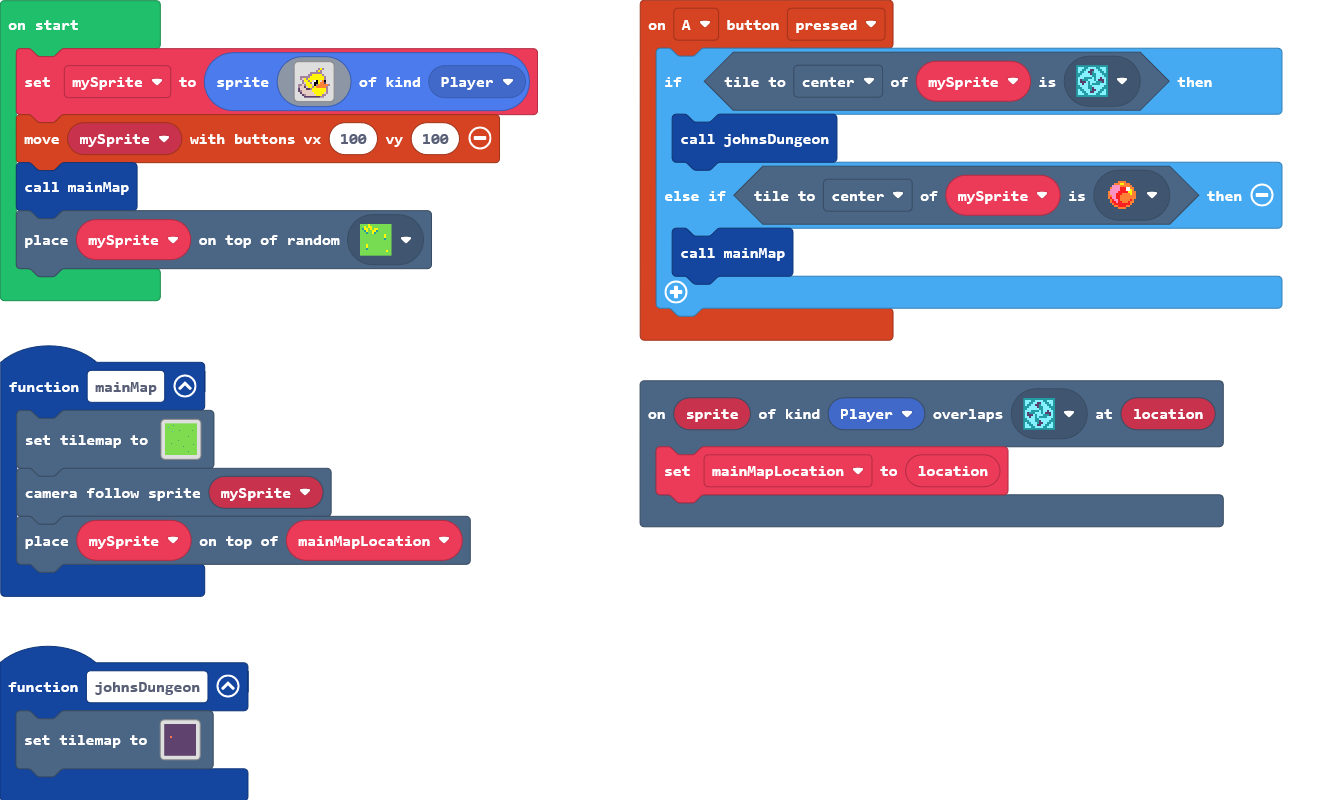 on start
set mySprite to sprite of kind Player
move mySprite with buttons vx 100 vy 100
call mainMap
place mySprite on top of random
function mainMap
set tilemap to
camera follow sprite mySprite
place mySprite on top of mainMapLocation
function johnsDungeon
set tilemap to
on A button pressed
if tile to center of mySprite is then
call johnsDungeon
else if tile to center of mySprite is then
call mainMap
on sprite of kind Player overlaps at location
set mainMapLocation to location